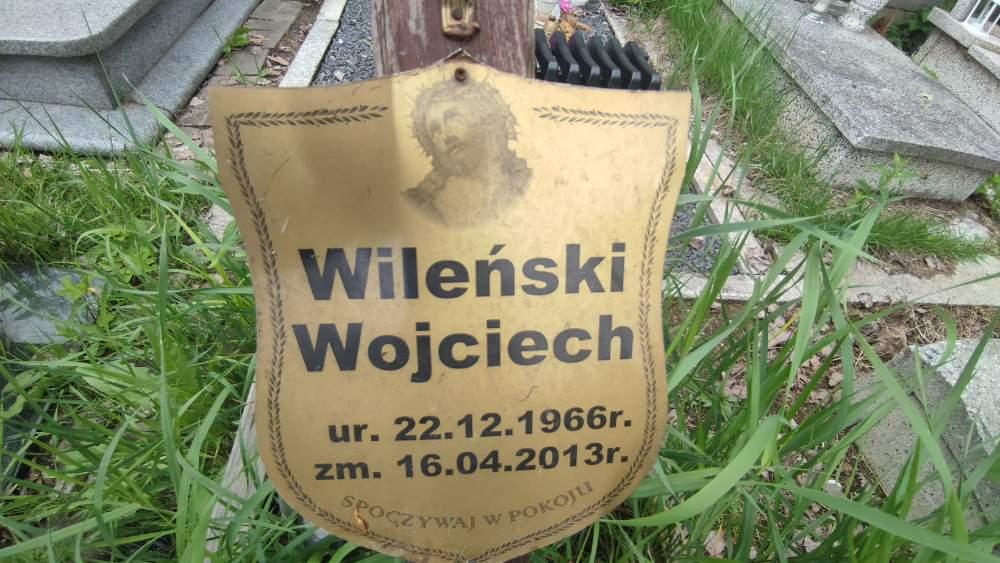 Wileński
Wojciech
ur. 22.12.1966r.
zm. 16.04.2013r.
SPOCZYWAJ W POKOJU